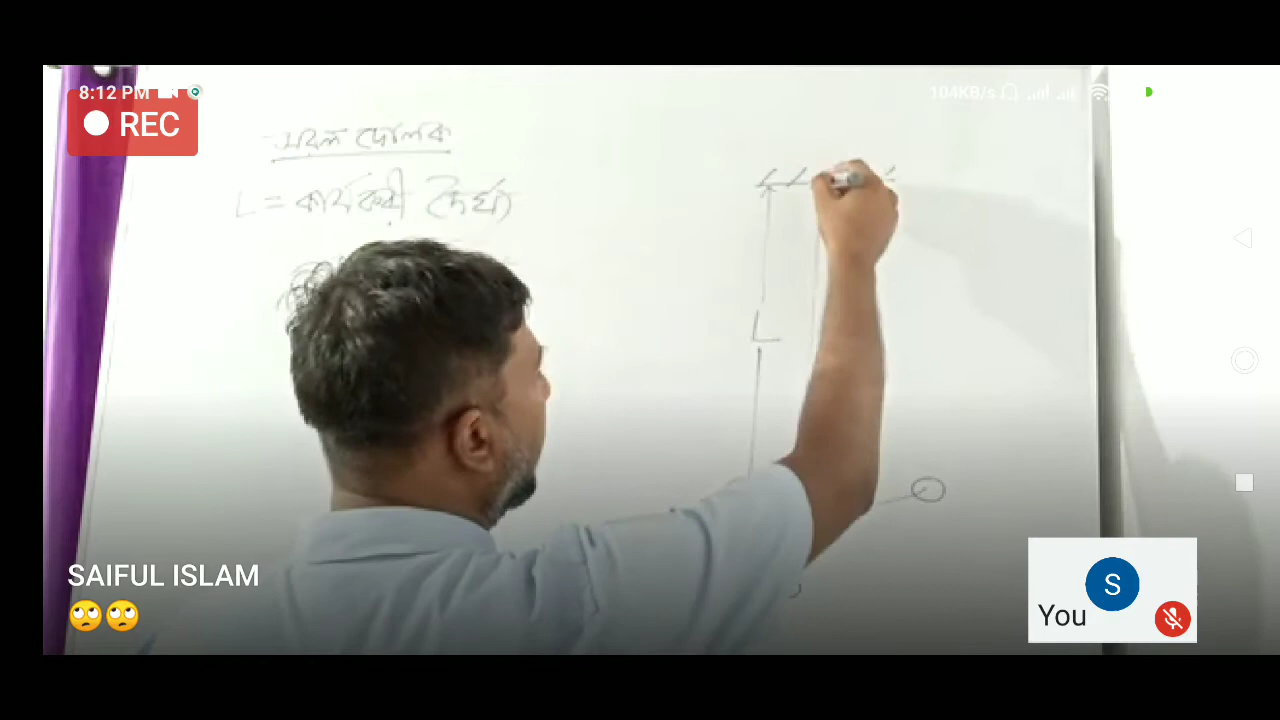 8:12 PM
104KB/s
REC
সরল দোলক
L = কার্যকরী দৈর্ঘ্য
L
SAIFUL ISLAM
🙄🙄
S
You